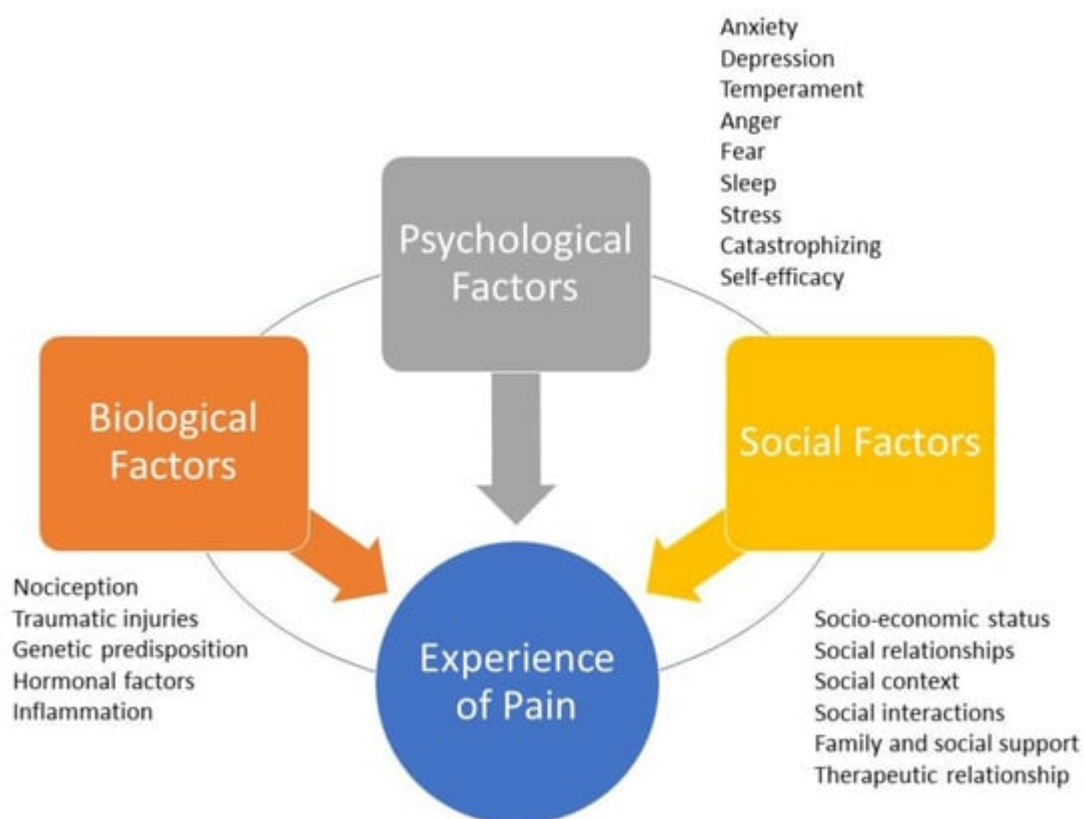 Anxiety
Depression
Temperament
Anger
Fear
Sleep
Stress
Catastrophizing
Self-efficacy
Psychological
Factors
Biological
Factors
Social Factors
Nociception
Traumatic injuries
Genetic predisposition
Hormonal factors
Inflammation
Experience
of Pain
Socio-economic status
Social relationships
Social context
Social interactions
Family and social support
Therapeutic relationship